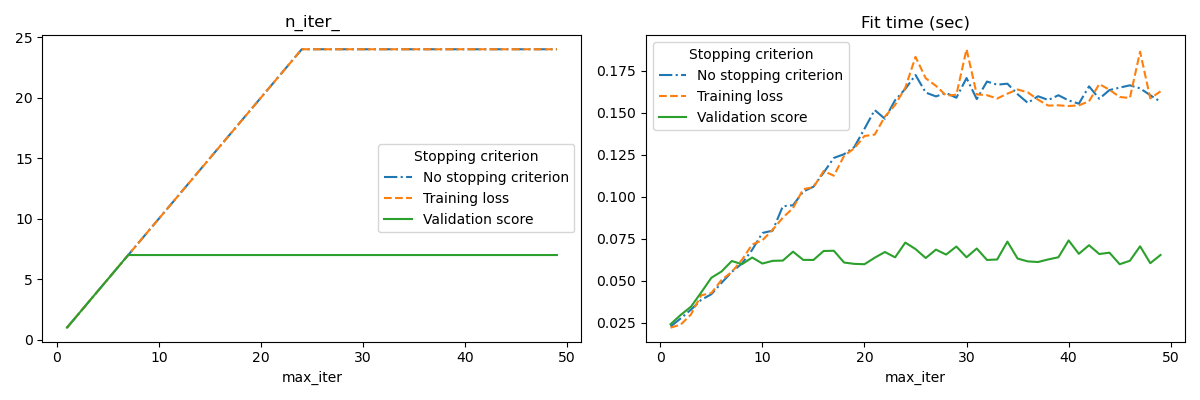 n_iter_
25
20
15
10
5
0
Stopping criterion
No stopping criterion
Training loss
Validation score
0 10 20 30 40 50
max_iter
Fit time (sec)
Stopping criterion
No stopping criterion
Training loss
Validation score
0.175
0.150
0.125
0.100
0.075
0.050
0.025
0 10 20 30 40 50
max_iter